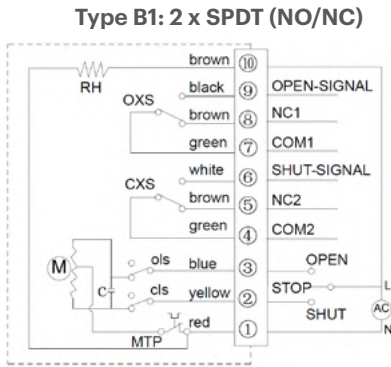 Type B1: 2 x SPDT (NO/NC)
brown ⑩
RH
black ⑨ OPEN-SIGNAL
OXS
brown ⑧ NC1
green ⑦ COM1
white ⑥ SHUT-SIGNAL
CXS
brown ⑤ NC2
green ④ COM2
M C ols blue ③ OPEN
STOP L
cls yellow ② AC
SHUT
red ① N
MTP